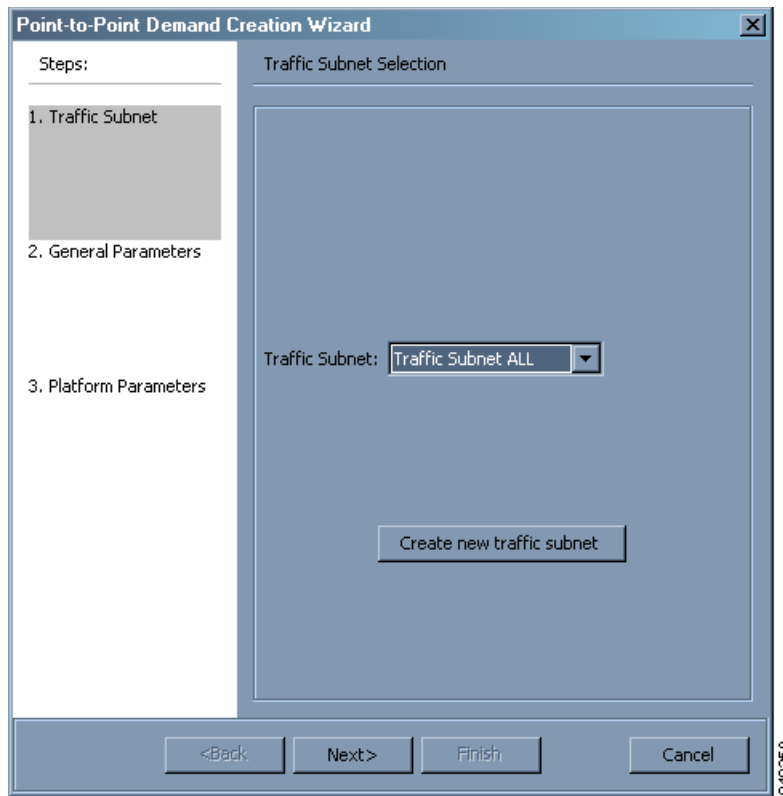 Point-to-Point Demand Creation Wizard
Steps:
Traffic Subnet Selection
1. Traffic Subnet
2. General Parameters
3. Platform Parameters
Traffic Subnet: Traffic Subnet ALL
Create new traffic subnet
<Back Next> Finish Cancel